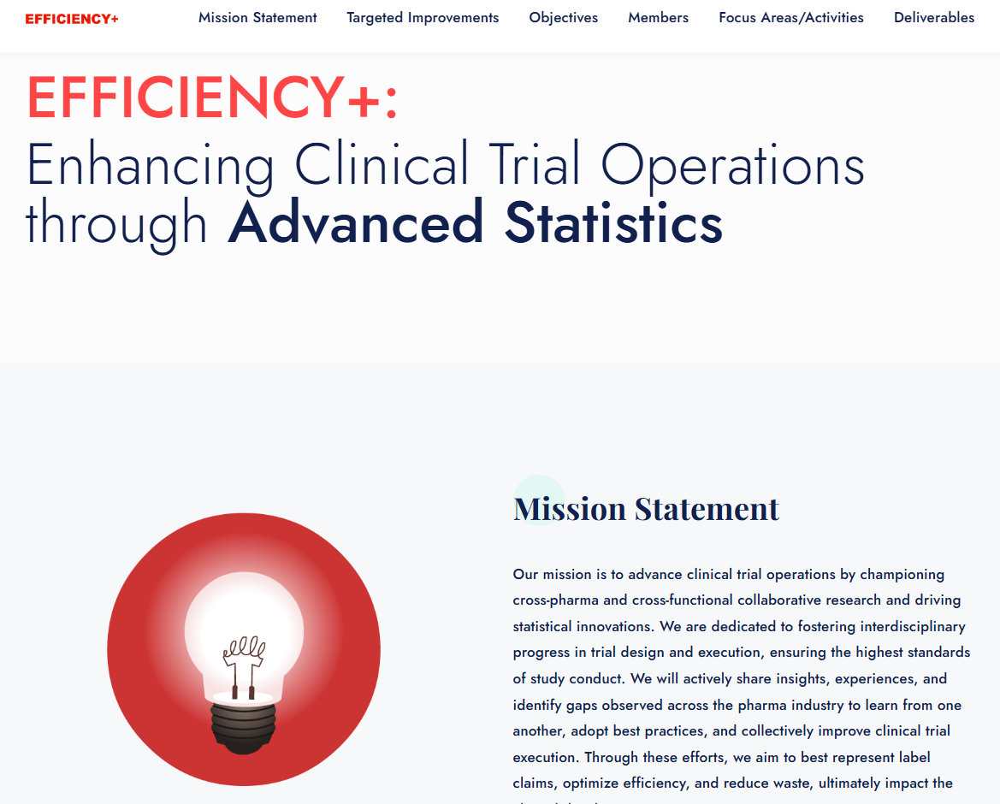 EFFICIENCY+
Mission Statement
Targeted Improvements
Objectives
Members
Focus Areas/Activities
Deliverables
EFFICIENCY+:
Enhancing Clinical Trial Operations
through Advanced Statistics
Mission Statement
Our mission is to advance clinical trial operations by championing
cross-pharma and cross-functional collaborative research and driving
statistical innovations. We are dedicated to fostering interdisciplinary
progress in trial design and execution, ensuring the highest standards
of study conduct. We will actively share insights, experiences, and
identify gaps observed across the pharma industry to learn from one
another, adopt best practices, and collectively improve clinical trial
execution. Through these efforts, we aim to best represent label
claims, optimize efficiency, and reduce waste, ultimately impact the